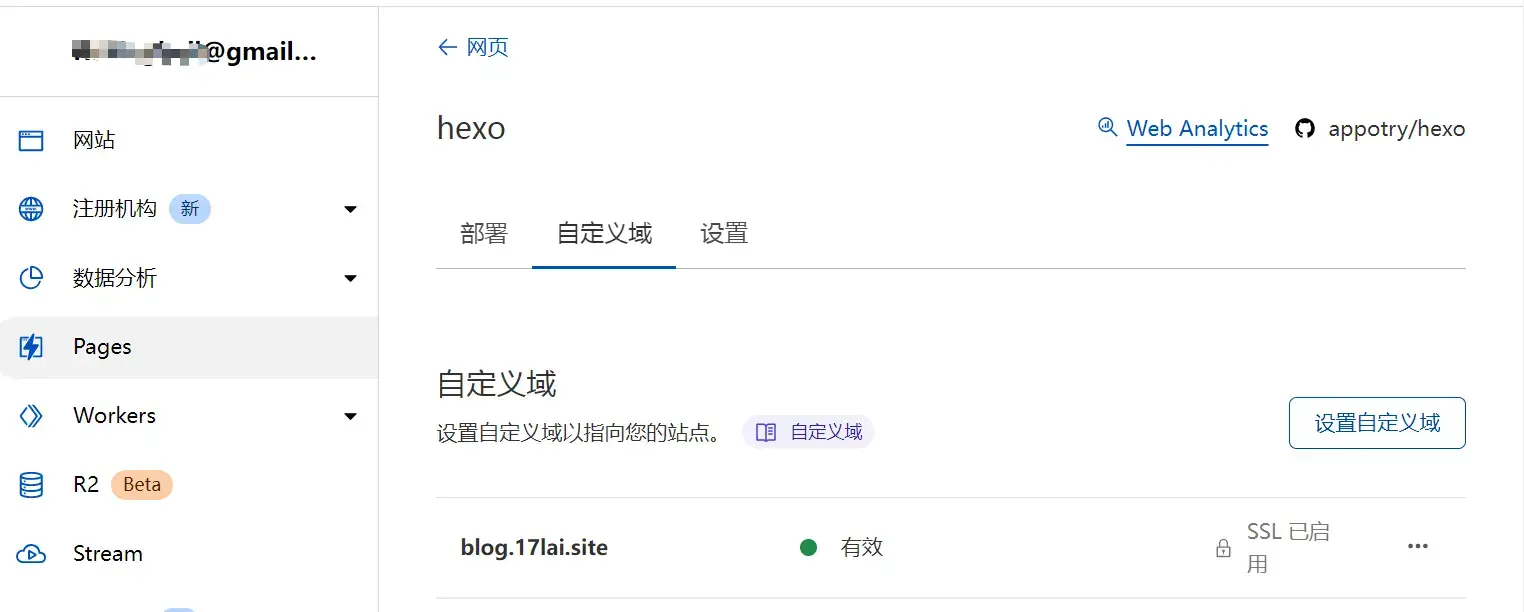 @gmail...
网站
注册机构 新
数据分析
Pages
Workers
R2 Beta
Stream
← 网页
hexo
Web Analytics
appotry/hexo
部署 自定义域 设置
自定义域
设置自定义域以指向您的站点。 自定义域
设置自定义域
blog.17lai.site 有效 SSL 已启
用